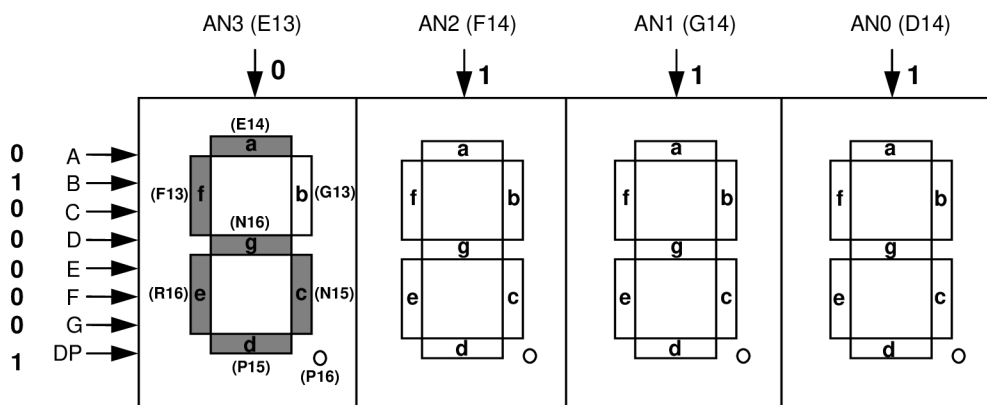 AN3 (E13) AN2 (F14) AN1 (G14) AN0 (D14)
0 1 1 1
(E14)
a a a a
0 A
1 B (F13) f b (G13) f b f b f b
0 C
(N16)
0 D g g g g
0 E
0 F (R16) e c (N15) e c e c e c
0 G
1 DP d d d d
(P15) (P16)